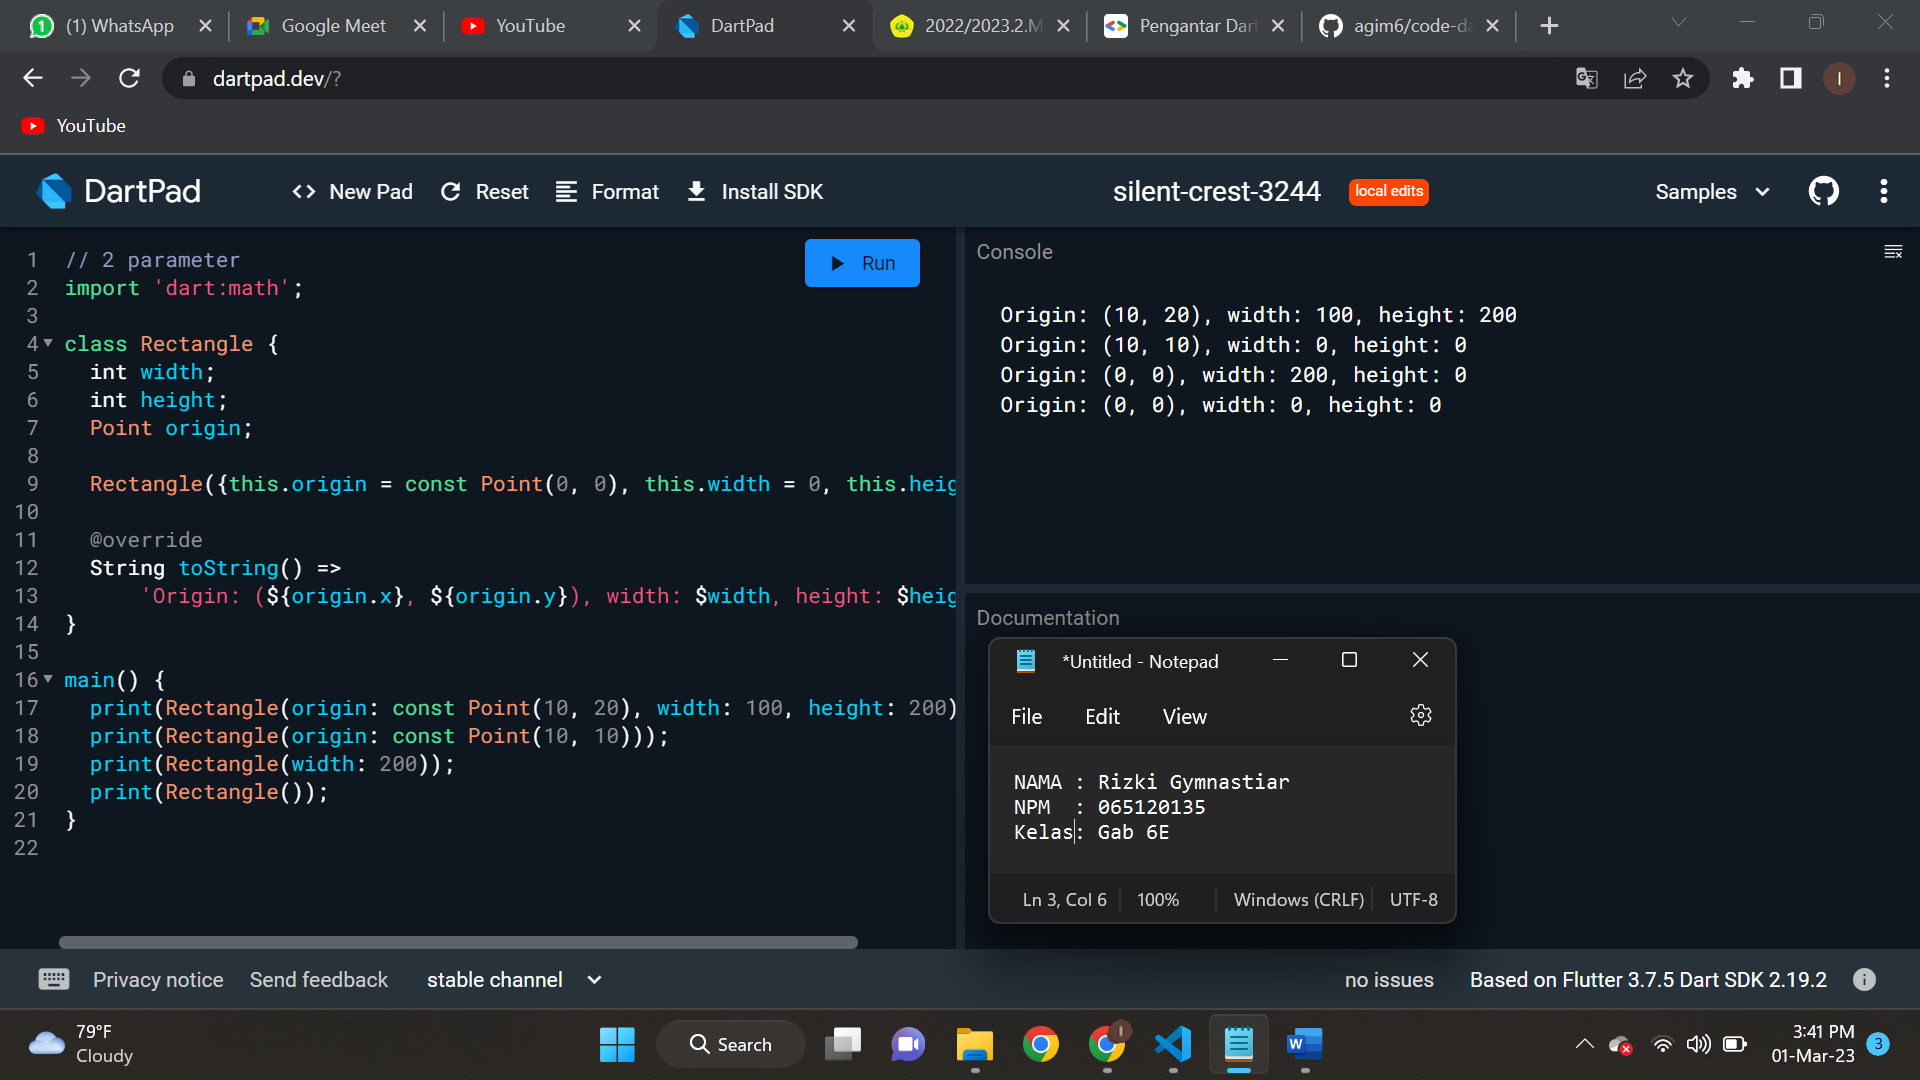 (1) WhatsApp
Google Meet
YouTube
DartPad
2022/2023.2.M
Pengantar Dart
agim6/code-da
dartpad.dev/?
I
YouTube
DartPad
<> New Pad
Reset
Format
Install SDK
silent-crest-3244
local edits
Samples
1 // 2 parameter
2 import 'dart:math';
3
4 class Rectangle {
5 int width;
6 int height;
7 Point origin;
8
9 Rectangle({this.origin = const Point(0, 0), this.width = 0, this.heig
10
11 @override
12 String toString() =>
13 'Origin: (${origin.x}, ${origin.y}), width: $width, height: $heig
14 }
15
16 main() {
17 print(Rectangle(origin: const Point(10, 20), width: 100, height: 200)
18 print(Rectangle(origin: const Point(10, 10)));
19 print(Rectangle(width: 200));
20 print(Rectangle());
21 }
22
Run
Console
Origin: (10, 20), width: 100, height: 200
Origin: (10, 10), width: 0, height: 0
Origin: (0, 0), width: 200, height: 0
Origin: (0, 0), width: 0, height: 0
Documentation
*Untitled - Notepad
File Edit View
NAMA : Rizki Gymnastiar
NPM : 065120135
Kelas: Gab 6E
Ln 3, Col 6
100%
Windows (CRLF)
UTF-8
Privacy notice
Send feedback
stable channel
no issues
Based on Flutter 3.7.5 Dart SDK 2.19.2
79°F
Cloudy
Search
3:41 PM
01-Mar-23
3